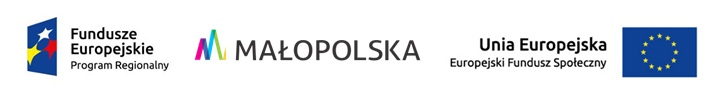 Fundusze
Europejskie
Program Regionalny
MAŁOPOLSKA
Unia Europejska
Europejski Fundusz Społeczny